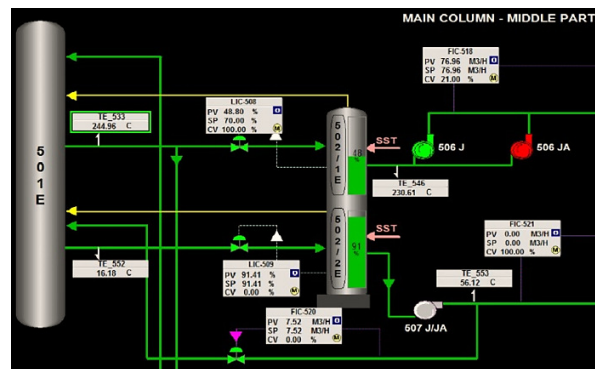 MAIN COLUMN - MIDDLE PART
FIC-518
PV 76.96 M3/H O
SP 76.96 M3/H
CV 21.00 % M
LIC-508
PV 48.80 % O
SP 70.00 %
CV 100.00 % M
TE_533
244.96 C
501E
502/1E
48
%
SST
506 J
506 JA
TE_546
230.61 C
502/2E
91
%
SST
FIC-521
PV 0.00 M3/H O
SP 0.00 M3/H
CV 100.00 % M
TE_552
16.18 C
LIC-509
PV 91.41 % O
SP 91.41 %
CV 0.00 % M
TE_553
56.12 C
507 J/JA
FIC-520
PV 7.52 M3/H O
SP 7.52 M3/H
CV 0.00 % M